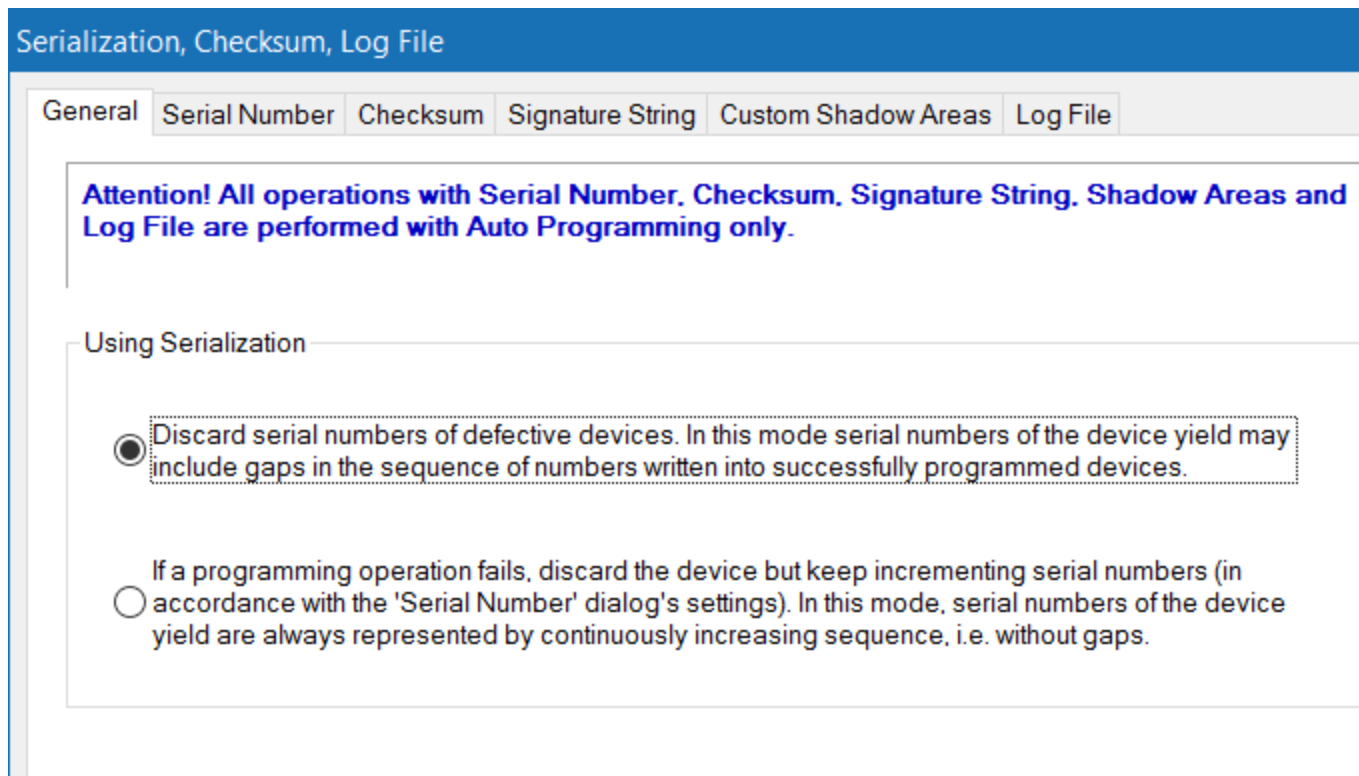 Serialization, Checksum, Log File
General Serial Number Checksum Signature String Custom Shadow Areas Log File
Attention! All operations with Serial Number, Checksum, Signature String, Shadow Areas and
Log File are performed with Auto Programming only.
Using Serialization
Discard serial numbers of defective devices. In this mode serial numbers of the device yield may
include gaps in the sequence of numbers written into successfully programmed devices.
If a programming operation fails, discard the device but keep incrementing serial numbers (in
accordance with the 'Serial Number' dialog's settings). In this mode, serial numbers of the device
yield are always represented by continuously increasing sequence, i.e. without gaps.